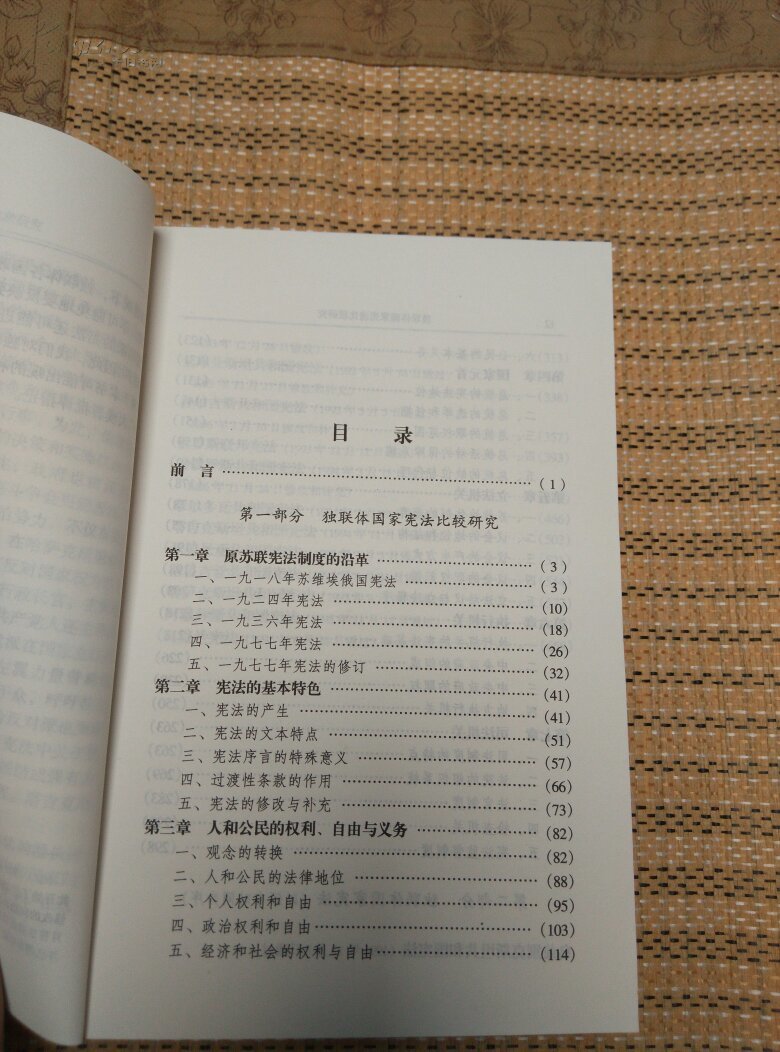 目 录
前 言 ……………………………………………… ( 1 )
第一部分 独联体国家宪法比较研究
第一章 原苏联宪法制度的沿革 …………………… ( 3 )
一、一九一八年苏维埃俄国宪法 …………………… ( 3 )
二、一九二四年宪法 …………………… (10)
三、一九三六年宪法 …………………… (18)
四、一九七七年宪法 …………………… (26)
五、一九七七年宪法的修订 …………………… (32)
第二章 宪法的基本特色 …………………… (41)
一、宪法的产生 …………………… (41)
二、宪法的文本特点 …………………… (51)
三、宪法序言的特殊意义 …………………… (57)
四、过渡性条款的作用 …………………… (66)
五、宪法的修改与补充 …………………… (73)
第三章 人和公民的权利、自由与义务 …………………… (82)
一、观念的转换 …………………… (82)
二、人和公民的法律地位 …………………… (88)
三、个人权利和自由 …………………… (95)
四、政治权利和自由 …………………… (103)
五、经济和社会的权利与自由 …………………… (114)